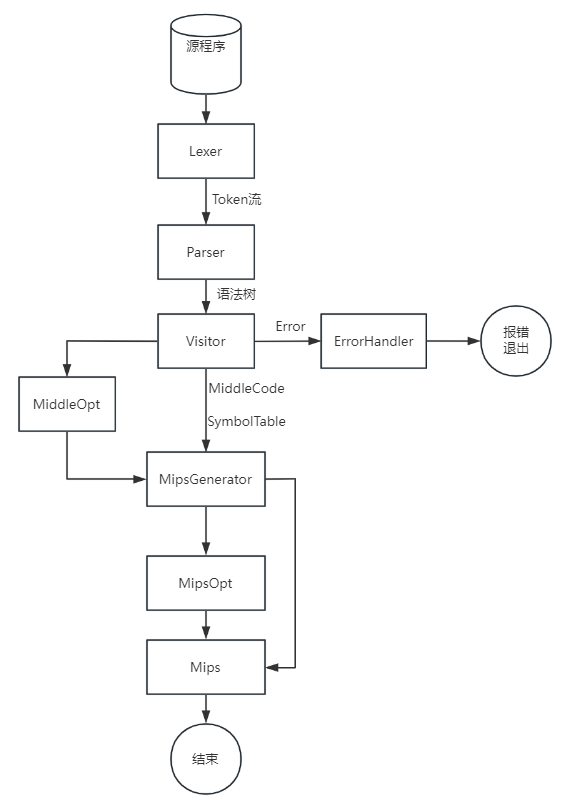 源程序
Lexer
Token流
Parser
语法树
Visitor
Error
ErrorHandler
报错
退出
MiddleOpt
MiddleCode
SymbolTable
MipsGenerator
MipsOpt
Mips
结束